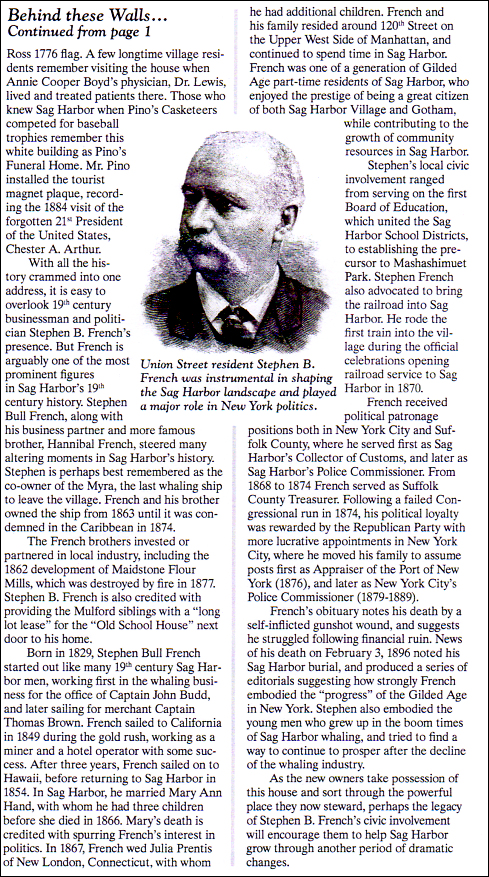 Behind these Walls…
Continued from page 1
Ross 1776 flag. A few longtime village resi-
dents remember visiting the house when
Annie Cooper Boyd's physician, Dr. Lewis,
lived and treated patients there. Those who
knew Sag Harbor when Pino's Casketeers
competed for baseball
trophies remember this
white building as Pino's
Funeral Home. Mr. Pino
installed the tourist
magnet plaque, record-
ing the 1884 visit of the
forgotten 21st President
of the United States,
Chester A. Arthur.
With all the his-
tory crammed into one
address, it is easy to
overlook 19th century
businessman and politi-
cian Stephen B. French's
presence. But French is
arguably one of the most
prominent figures
in Sag Harbor's 19th
century history. Stephen
Bull French, along with
his business partner and more famous
brother, Hannibal French, steered many
altering moments in Sag Harbor's history.
Stephen is perhaps best remembered as the
co-owner of the Myra, the last whaling ship
to leave the village. French and his brother
owned the ship from 1863 until it was con-
demned in the Caribbean in 1874.
The French brothers invested or
partnered in local industry, including the
1862 development of Maidstone Flour
Mills, which was destroyed by fire in 1877.
Stephen B. French is also credited with
providing the Mulford siblings with a "long
lot lease" for the "Old School House" next
door to his home.
Born in 1829, Stephen Bull French
started out like many 19th century Sag Har-
bor men, working first in the whaling busi-
ness for the office of Captain John Budd,
and later sailing for merchant Captain
Thomas Brown. French sailed to California
in 1849 during the gold rush, working as a
miner and a hotel operator with some suc-
cess. After three years, French sailed on to
Hawaii, before returning to Sag Harbor in
1854. In Sag Harbor, he married Mary Ann
Hand, with whom he had three children
before she died in 1866. Mary's death is
credited with spurring French's interest in
politics. In 1867, French wed Julia Prentis
of New London, Connecticut, with whom
he had additional children. French and
his family resided around 120th Street on
the Upper West Side of Manhattan, and
continued to spend time in Sag Harbor.
French was one of a generation of Gilded
Age part-time residents of Sag Harbor, who
enjoyed the prestige of being a great citizen
of both Sag Harbor Village and Gotham,
while contributing to the
growth of community
resources in Sag Harbor.
Stephen's local civic
involvement ranged
from serving on the first
Board of Education,
which united the Sag
Harbor School Districts,
to establishing the pre-
cursor to Mashashimuet
Park. Stephen French
also advocated to bring
the railroad into Sag
Harbor. He rode the
first train into the vil-
lage during the official
celebrations opening
railroad service to Sag
Harbor in 1870.
French received
political patronage
positions both in New York City and Suf-
folk County, where he served first as Sag
Harbor's Collector of Customs, and later as
Sag Harbor's Police Commissioner. From
1868 to 1874 French served as Suffolk
County Treasurer. Following a failed Con-
gressional run in 1874, his political loyalty
was rewarded by the Republican Party with
more lucrative appointments in New York
City, where he moved his family to assume
posts first as Appraiser of the Port of New
York (1876), and later as New York City's
Police Commissioner (1879-1889).
French's obituary notes his death by a
self-inflicted gunshot wound, and suggests
he struggled following financial ruin. News
of his death on February 3, 1896 noted his
Sag Harbor burial, and produced a series of
editorials suggesting how strongly French
embodied the "progress" of the Gilded Age
in New York. Stephen also embodied the
young men who grew up in the boom times
of Sag Harbor whaling, and tried to find a
way to continue to prosper after the decline
of the whaling industry.
As the new owners take possession of
this house and sort through the powerful
place they now steward, perhaps the legacy
of Stephen B. French's civic involvement
will encourage them to help Sag Harbor
grow through another period of dramatic
changes.
Union Street resident Stephen B.
French was instrumental in shaping
the Sag Harbor landscape and played
a major role in New York politics.